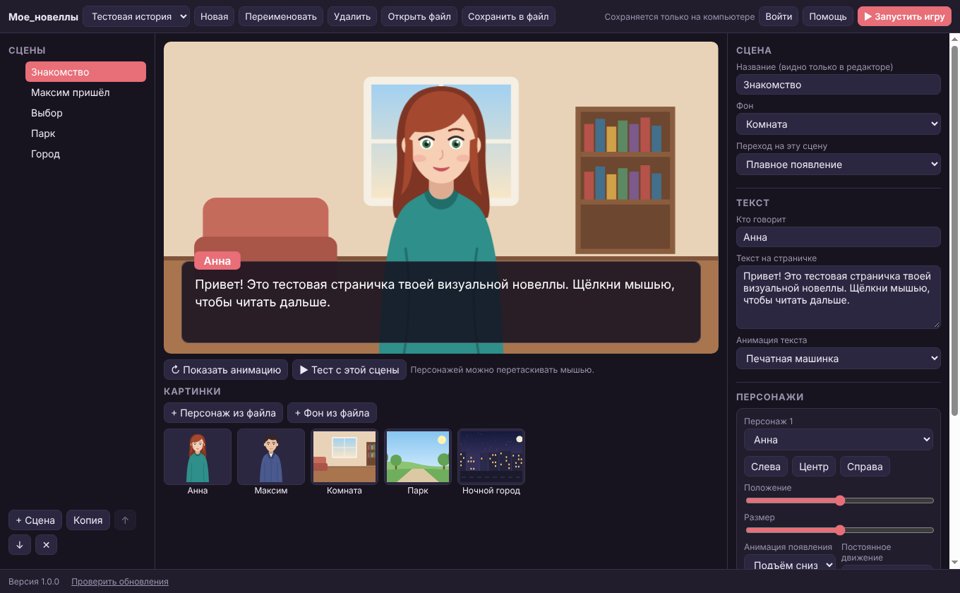 Мое_новеллы
Тестовая история
Новая
Переименовать
Удалить
Открыть файл
Сохранить в файл
Сохраняется только на компьютере
Войти
Помощь
▶ Запустить игру
СЦЕНЫ
Знакомство
Максим пришёл
Выбор
Парк
Город
+ Сцена
Копия
↑
↓
✕
Анна
Привет! Это тестовая страничка твоей визуальной новеллы. Щёлкни мышью,
чтобы читать дальше.
↻ Показать анимацию
▶ Тест с этой сцены
Персонажей можно перетаскивать мышью.
КАРТИНКИ
+ Персонаж из файла
+ Фон из файла
Анна
Максим
Комната
Парк
Ночной город
СЦЕНА
Название (видно только в редакторе)
Знакомство
Фон
Комната
Переход на эту сцену
Плавное появление
ТЕКСТ
Кто говорит
Анна
Текст на страничке
Привет! Это тестовая страничка твоей
визуальной новеллы. Щёлкни мышью,
чтобы читать дальше.
Анимация текста
Печатная машинка
ПЕРСОНАЖИ
Персонаж 1
Анна
Слева
Центр
Справа
Положение
Размер
Анимация появления
Подъём сниз
Постоянное
движение
Версия 1.0.0
Проверить обновления